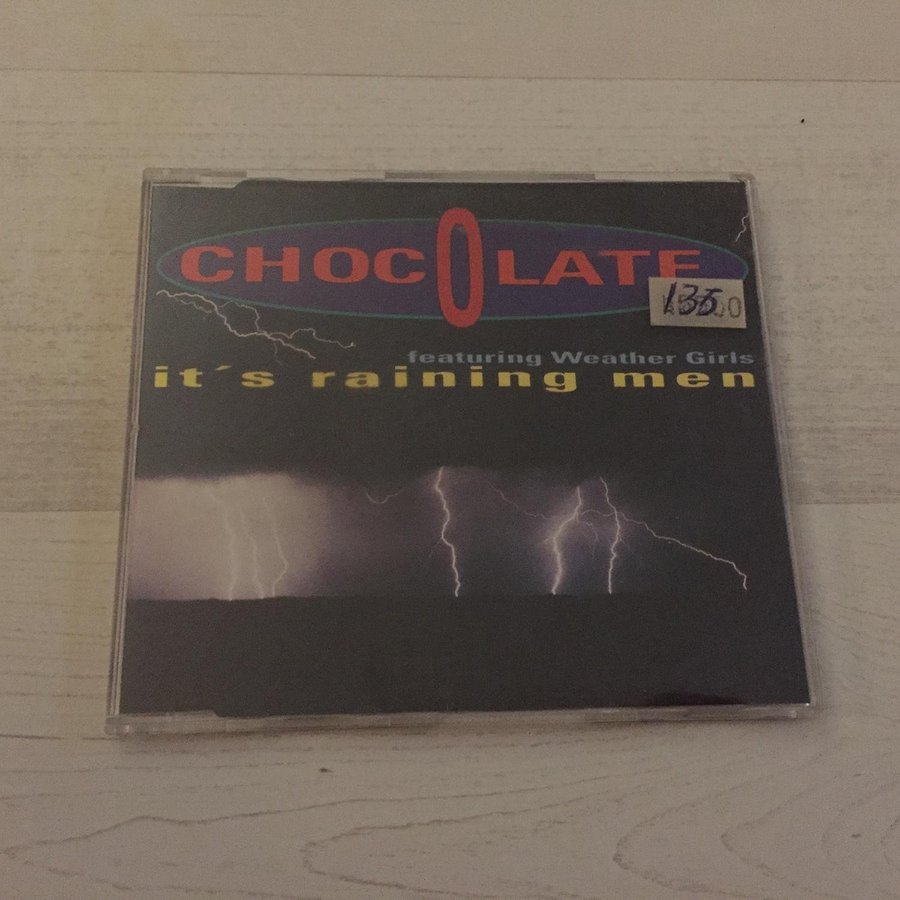 CHOCOLATE
135
featuring Weather Girls
it´s raining men